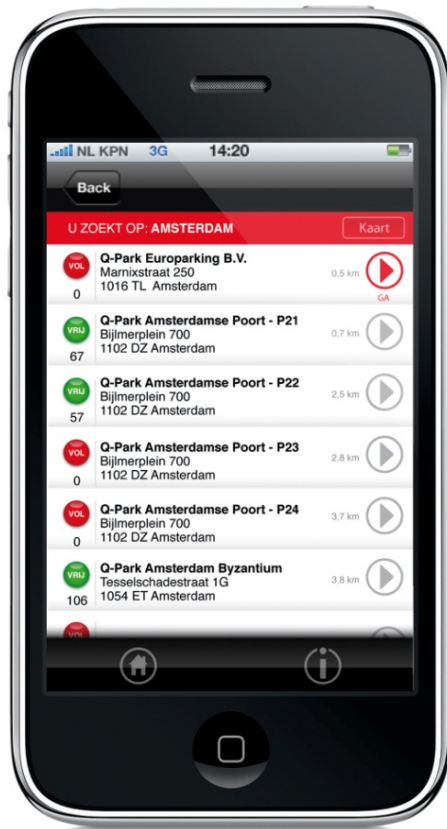 NL KPN 3G 14:20
Back
U ZOEKT OP: AMSTERDAM Kaart
VOL
0
Q-Park Europarking B.V.
Marnixstraat 250
1016 TL Amsterdam
0,5 km
GA
VRIJ
67
Q-Park Amsterdamse Poort - P21
Bijlmerplein 700
1102 DZ Amsterdam
0,7 km
VRIJ
57
Q-Park Amsterdamse Poort - P22
Bijlmerplein 700
1102 DZ Amsterdam
2,5 km
VOL
0
Q-Park Amsterdamse Poort - P23
Bijlmerplein 700
1102 DZ Amsterdam
2,8 km
VOL
0
Q-Park Amsterdamse Poort - P24
Bijlmerplein 700
1102 DZ Amsterdam
3,7 km
VRIJ
106
Q-Park Amsterdam Byzantium
Tesselschadestraat 1G
1054 ET Amsterdam
3,8 km
VOL